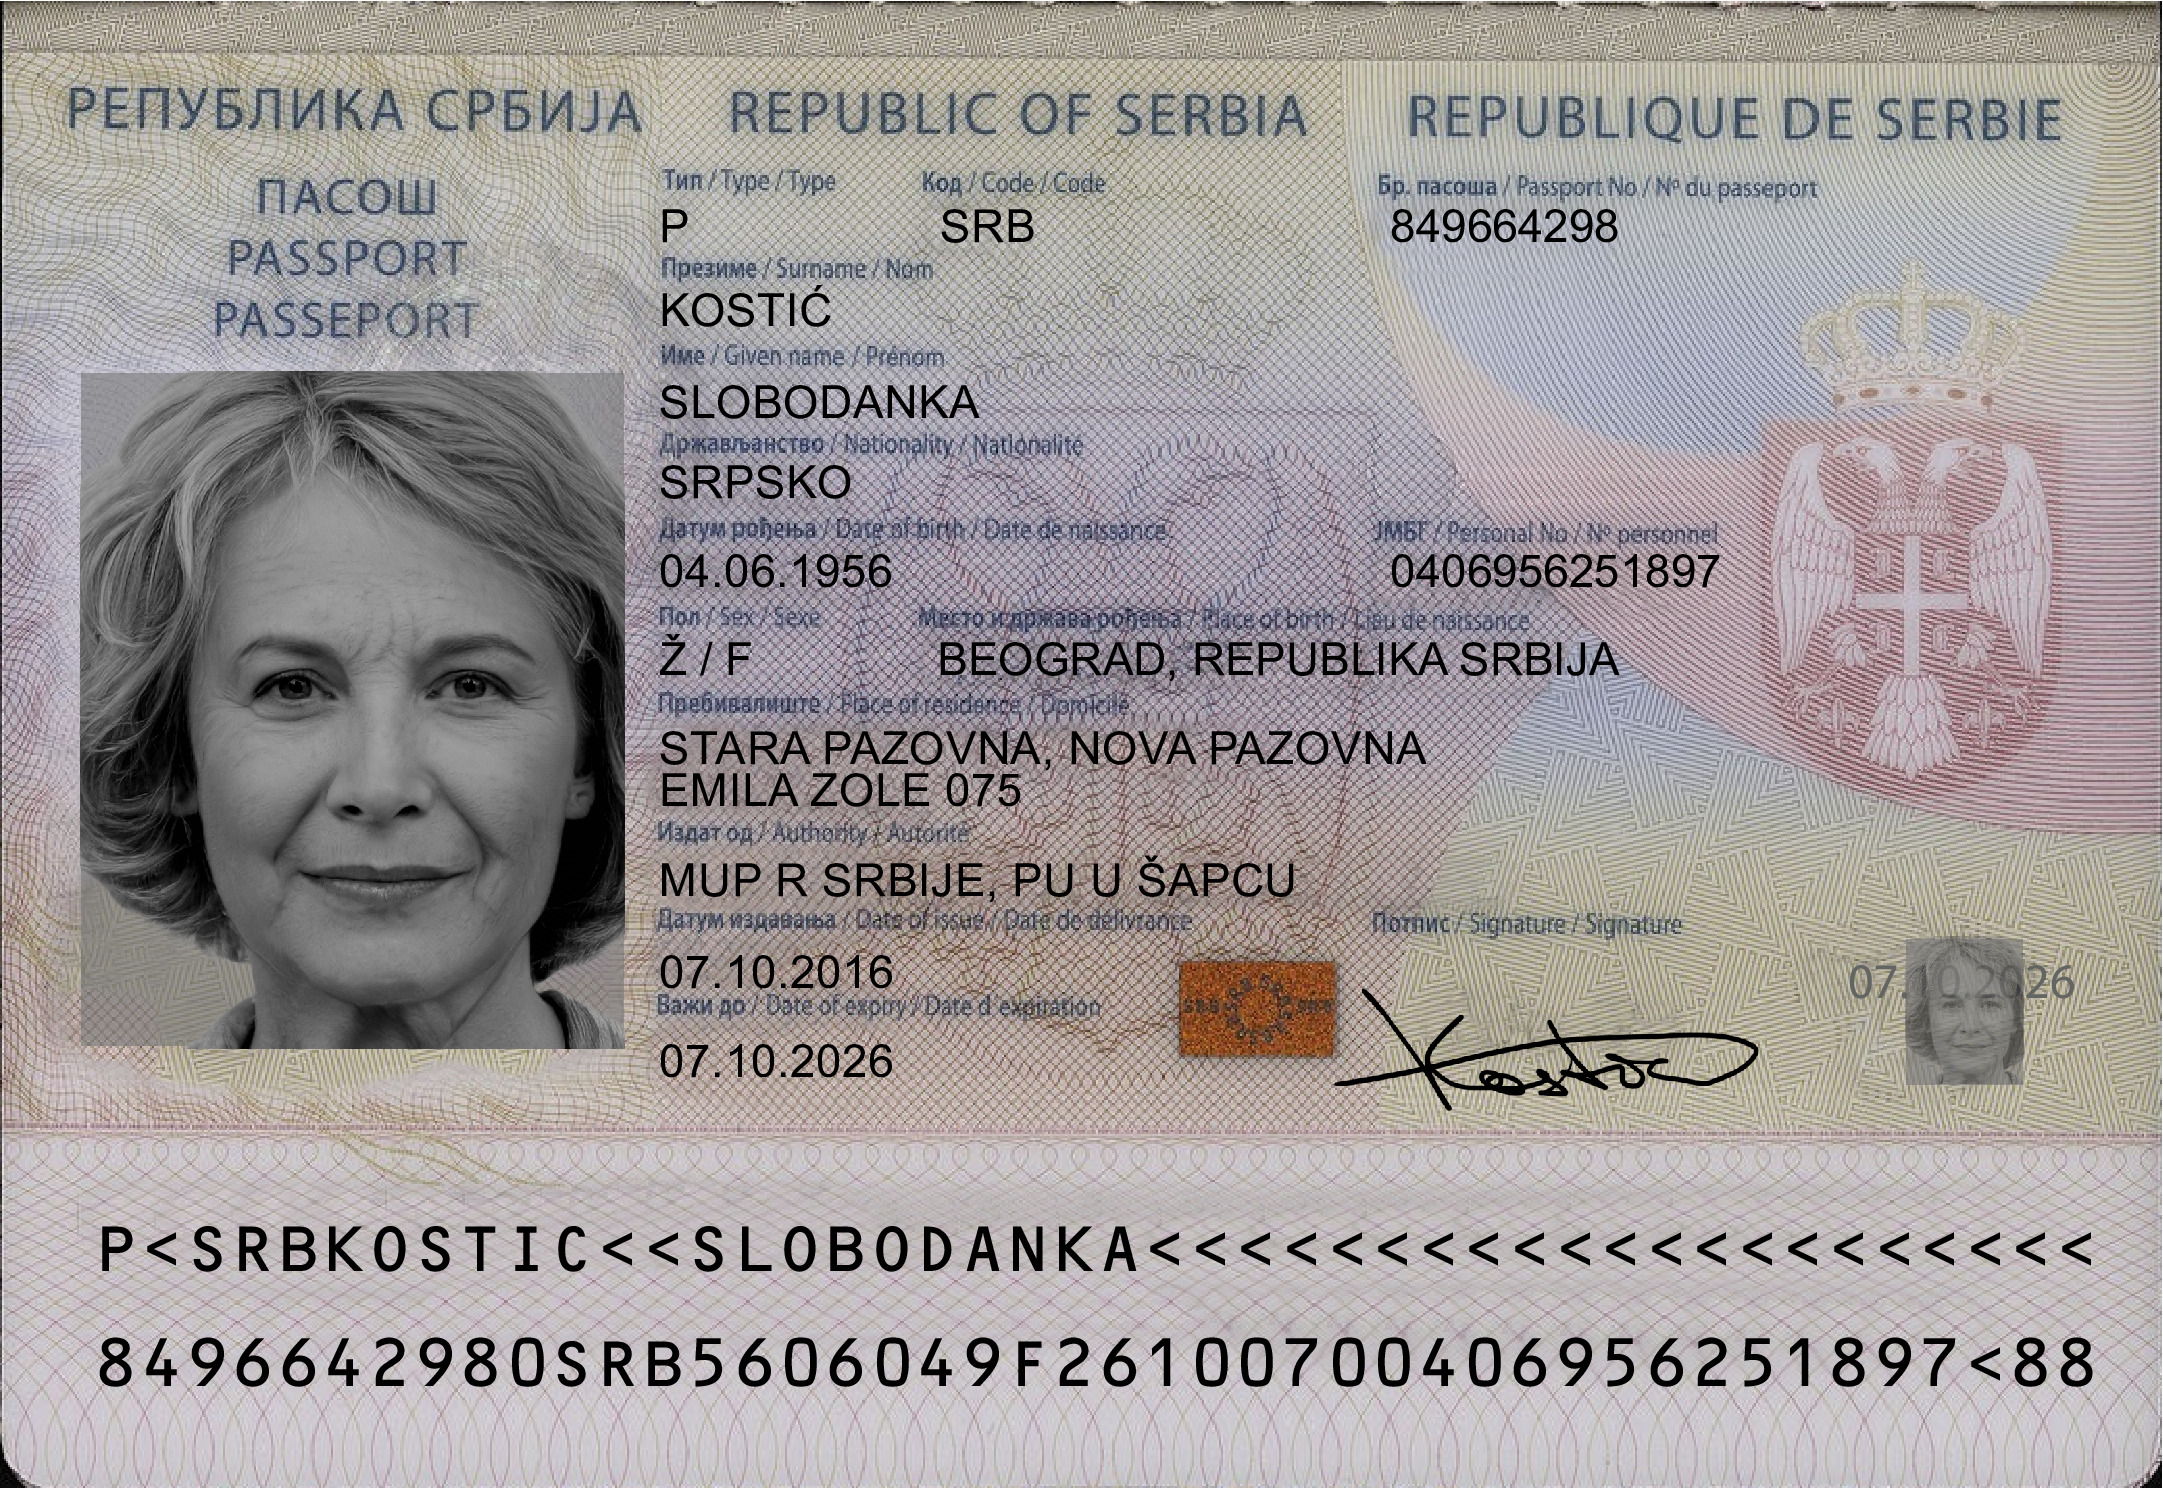 РЕПУБЛИКА СРБИЈА REPUBLIC OF SERBIA REPUBLIQUE DE SERBIE
ПАСОШ
PASSPORT
PASSEPORT
Тип / Type / Type Код / Code / Code Бр. пасоша / Passport No / Nº du passeport
P SRB 849664298
Презиме / Surname / Nom
KOSTIĆ
Име / Given name / Prénom
SLOBODANKA
Држављанство / Nationality / Nationalité
SRPSKO
Датум рођења / Date of birth / Date de naissance ЈМБГ / Personal No / Nº personnel
04.06.1956 0406956251897
Пол / Sex / Sexe Место и држава рођења / Place of birth / Lieu de naissance
Ž / F BEOGRAD, REPUBLIKA SRBIJA
Пребивалиште / Place of residence / Domicile
STARA PAZOVNA, NOVA PAZOVNA
EMILA ZOLE 075
Издат од / Authority / Autorité
MUP R SRBIJE, PU U ŠAPCU
Датум издавања / Date of issue / Date de délivrance Потпис / Signature / Signature
07.10.2016
07.10.2026
Важи до / Date of expiry / Date d expiration
07.10.2026
Kostić
P<SRBKOSTIC<<SLOBODANKA<<<<<<<<<<<<<<<<<<<<<
8496642980SRB5606049F26100700406956251897<88